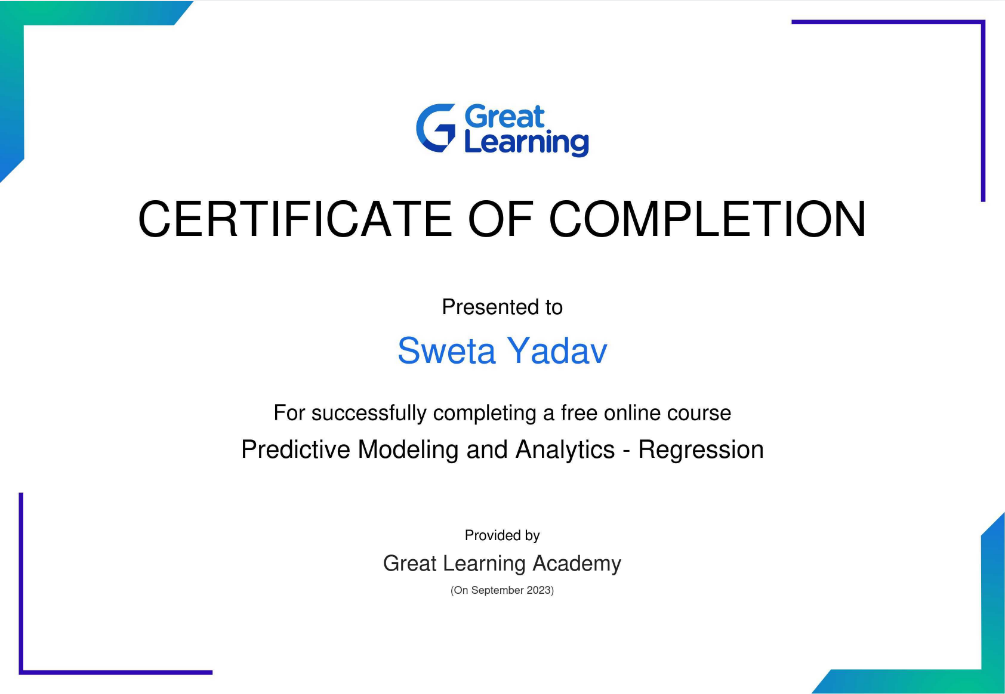 Great
Learning
CERTIFICATE OF COMPLETION
Presented to
Sweta Yadav
For successfully completing a free online course
Predictive Modeling and Analytics - Regression
Provided by
Great Learning Academy
(On September 2023)